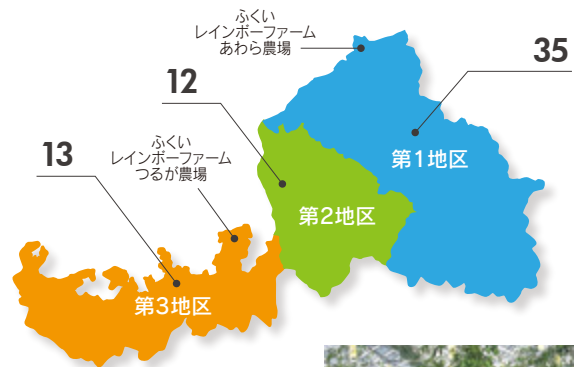 ふくい
レインボーファーム
あわら農場
35
12
第1地区
ふくい
レインボーファーム
つるが農場
13
第2地区
第3地区